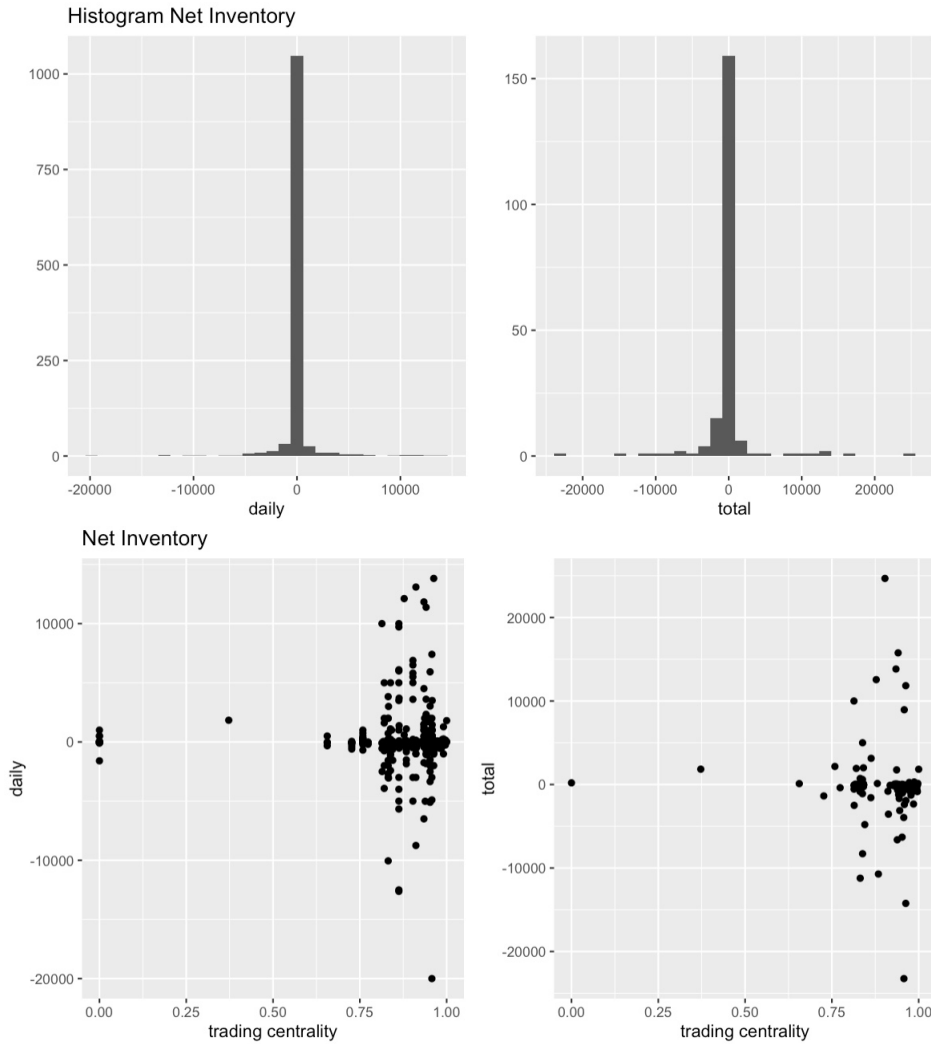 Histogram Net Inventory
1000
750
500
250
0
-20000 -10000 0 10000
daily
150
100
50
0
-20000 -10000 0 10000 20000
total
Net Inventory
daily
10000
0
-10000
-20000
0.00 0.25 0.50 0.75 1.00
trading centrality
total
20000
10000
0
-10000
-20000
0.00 0.25 0.50 0.75 1.00
trading centrality